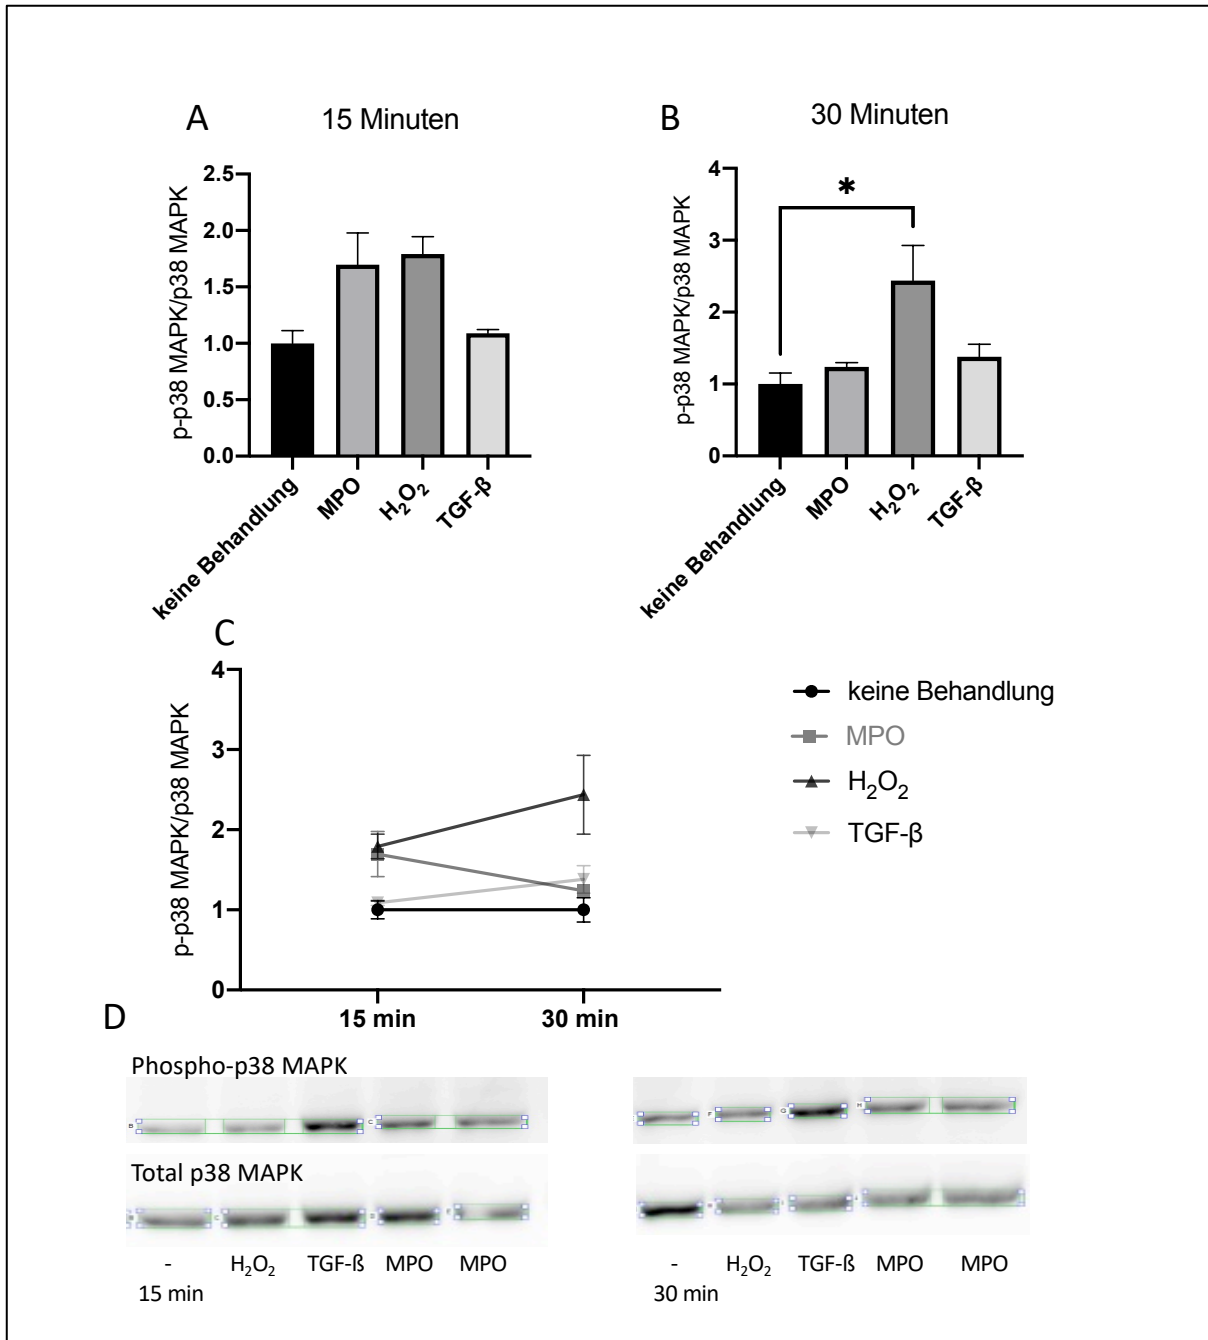 A
15 Minuten
p-p38 MAPK/p38 MAPK
2.5
2.0
1.5
1.0
0.5
0.0
keine Behandlung
MPO
H₂O₂
TGF-β
B
30 Minuten
p-p38 MAPK/p38 MAPK
4
3
2
1
0
*
keine Behandlung
MPO
H₂O₂
TGF-β
C
p-p38 MAPK/p38 MAPK
4
3
2
1
0
15 min
30 min
keine Behandlung
MPO
H₂O₂
TGF-β
D
Phospho-p38 MAPK
Total p38 MAPK
- H₂O₂ TGF-ß MPO MPO
15 min
- H₂O₂ TGF-ß MPO MPO
30 min